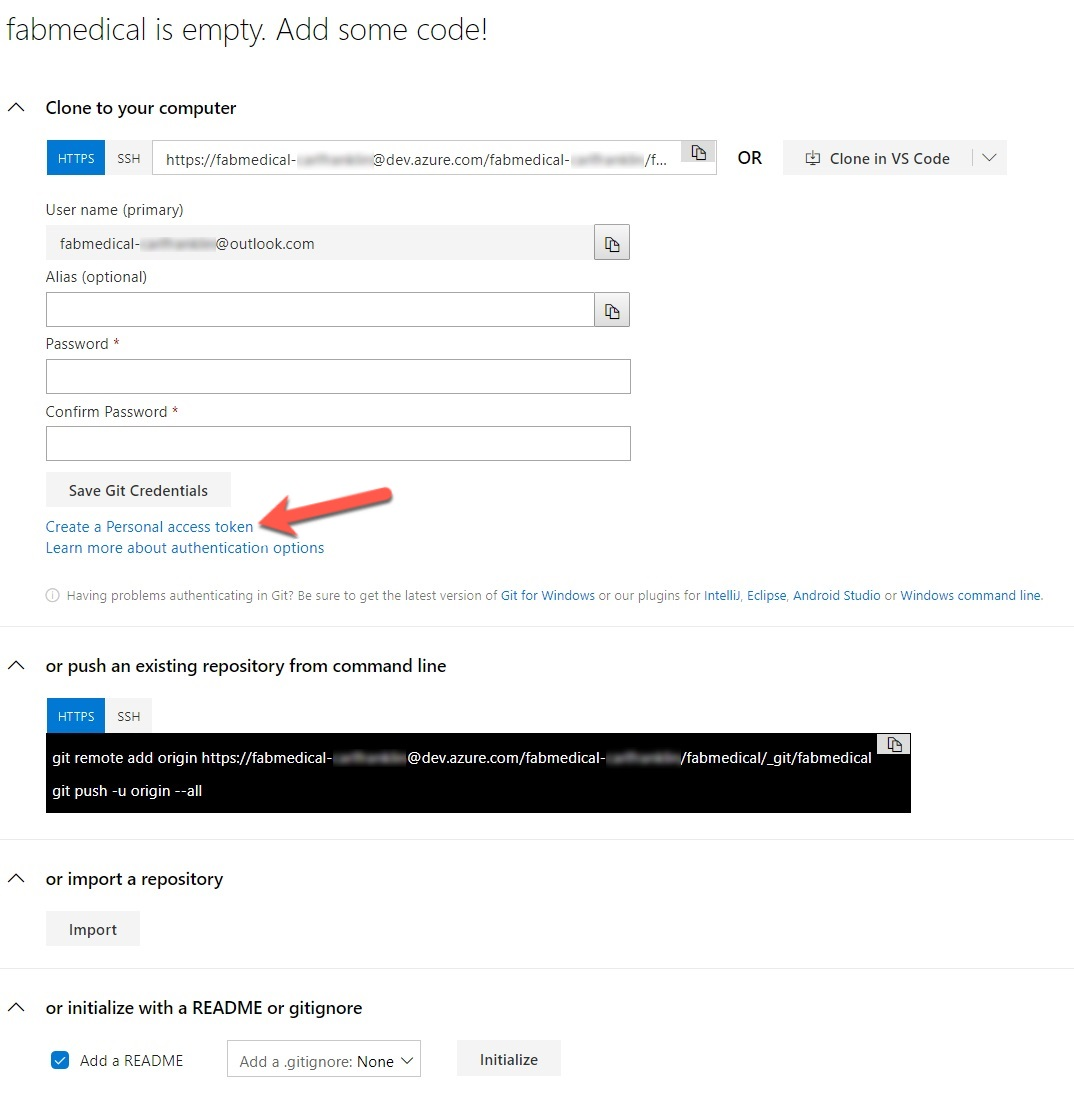 fabmedical is empty. Add some code!
Clone to your computer
HTTPS SSH https://fabmedical-@dev.azure.com/fabmedical-/f... OR Clone in VS Code
User name (primary)
fabmedical-@outlook.com
Alias (optional)
Password *
Confirm Password *
Save Git Credentials
Create a Personal access token
Learn more about authentication options
Having problems authenticating in Git? Be sure to get the latest version of Git for Windows or our plugins for IntelliJ, Eclipse, Android Studio or Windows command line.
or push an existing repository from command line
HTTPS SSH
git remote add origin https://fabmedical-@dev.azure.com/fabmedical-/fabmedical/_git/fabmedical
git push -u origin --all
or import a repository
Import
or initialize with a README or gitignore
Add a README Add a .gitignore: None Initialize